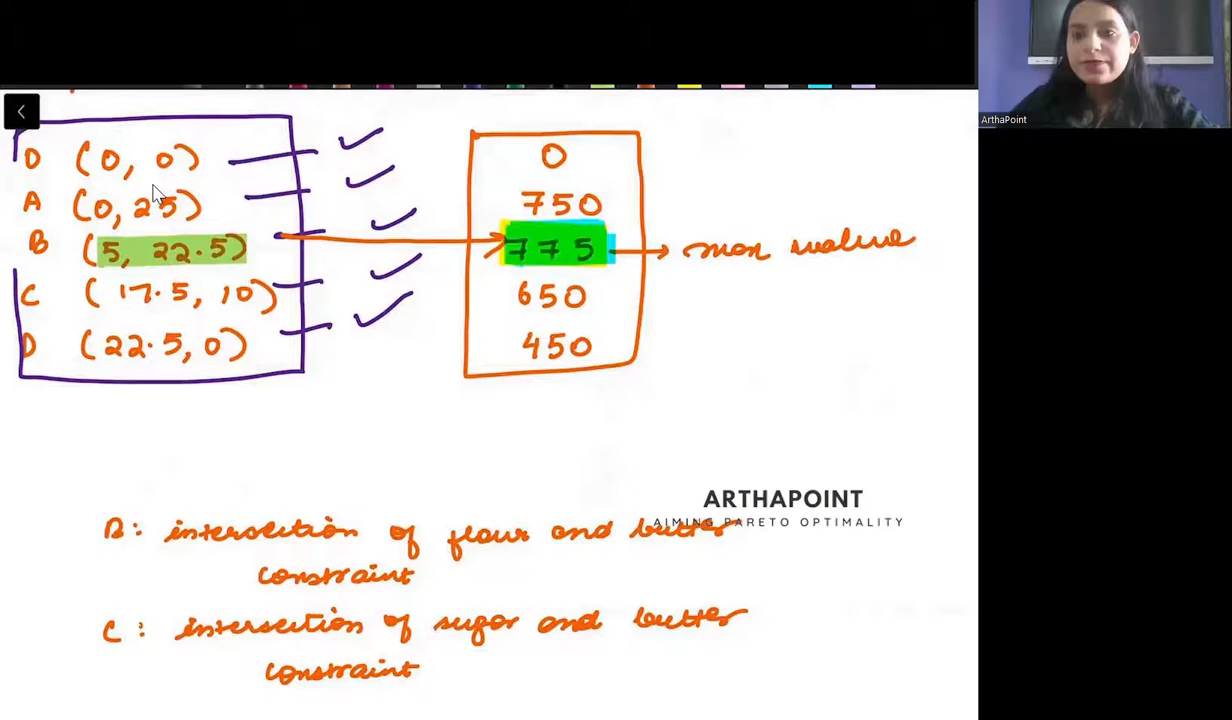 ArthaPoint
O (0, 0) 0
A (0, 25) 750
B (5, 22.5) 775 → max value
C (17.5, 10) 650
D (22.5, 0) 450
ARTHAPOINT
AIMING PARETO OPTIMALITY
B: intersection of flour and butter
constraint
C: intersection of sugar and butter
constraint